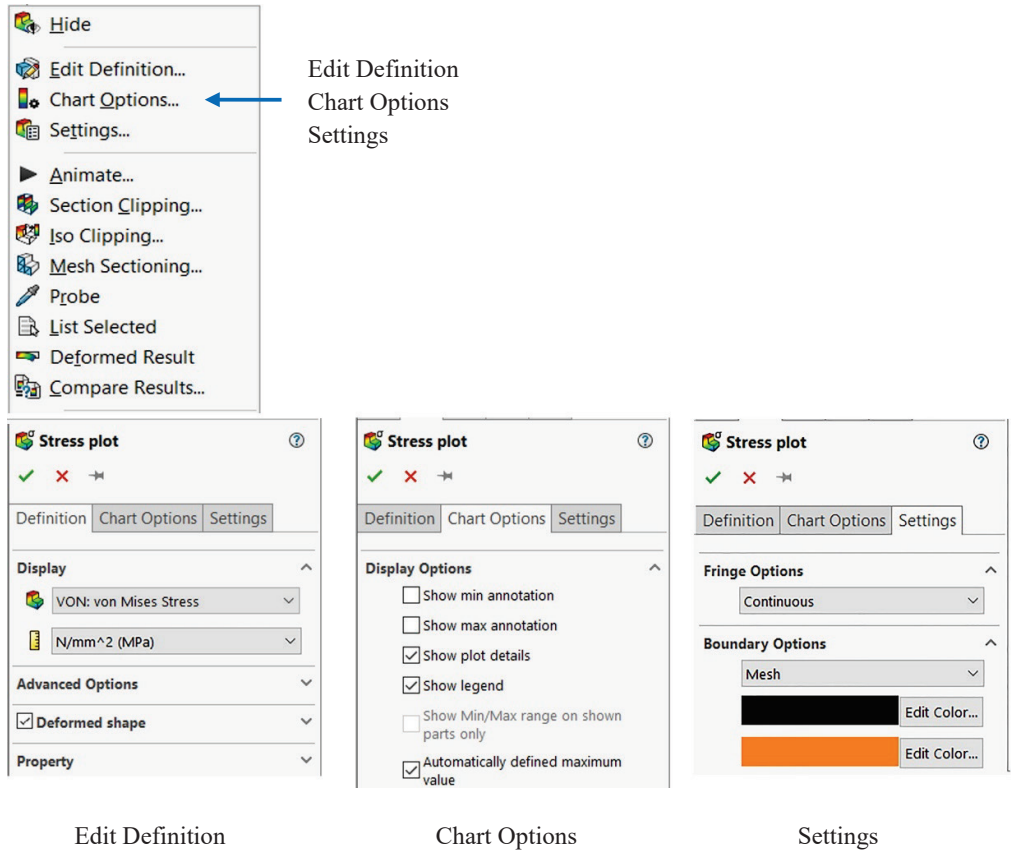 Hide
Edit Definition...
Chart Options...
Settings...
Animate...
Section Clipping...
Iso Clipping...
Mesh Sectioning...
Probe
List Selected
Deformed Result
Compare Results...
Edit Definition
Chart Options
Settings
σ Stress plot ?
Definition Chart Options Settings
Display
VON: von Mises Stress
N/mm^2 (MPa)
Advanced Options
Deformed shape
Property
Edit Definition
σ Stress plot ?
Definition Chart Options Settings
Display Options
Show min annotation
Show max annotation
Show plot details
Show legend
Show Min/Max range on shown
parts only
Automatically defined maximum
value
Chart Options
σ Stress plot ?
Definition Chart Options Settings
Fringe Options
Continuous
Boundary Options
Mesh
Edit Color...
Edit Color...
Settings